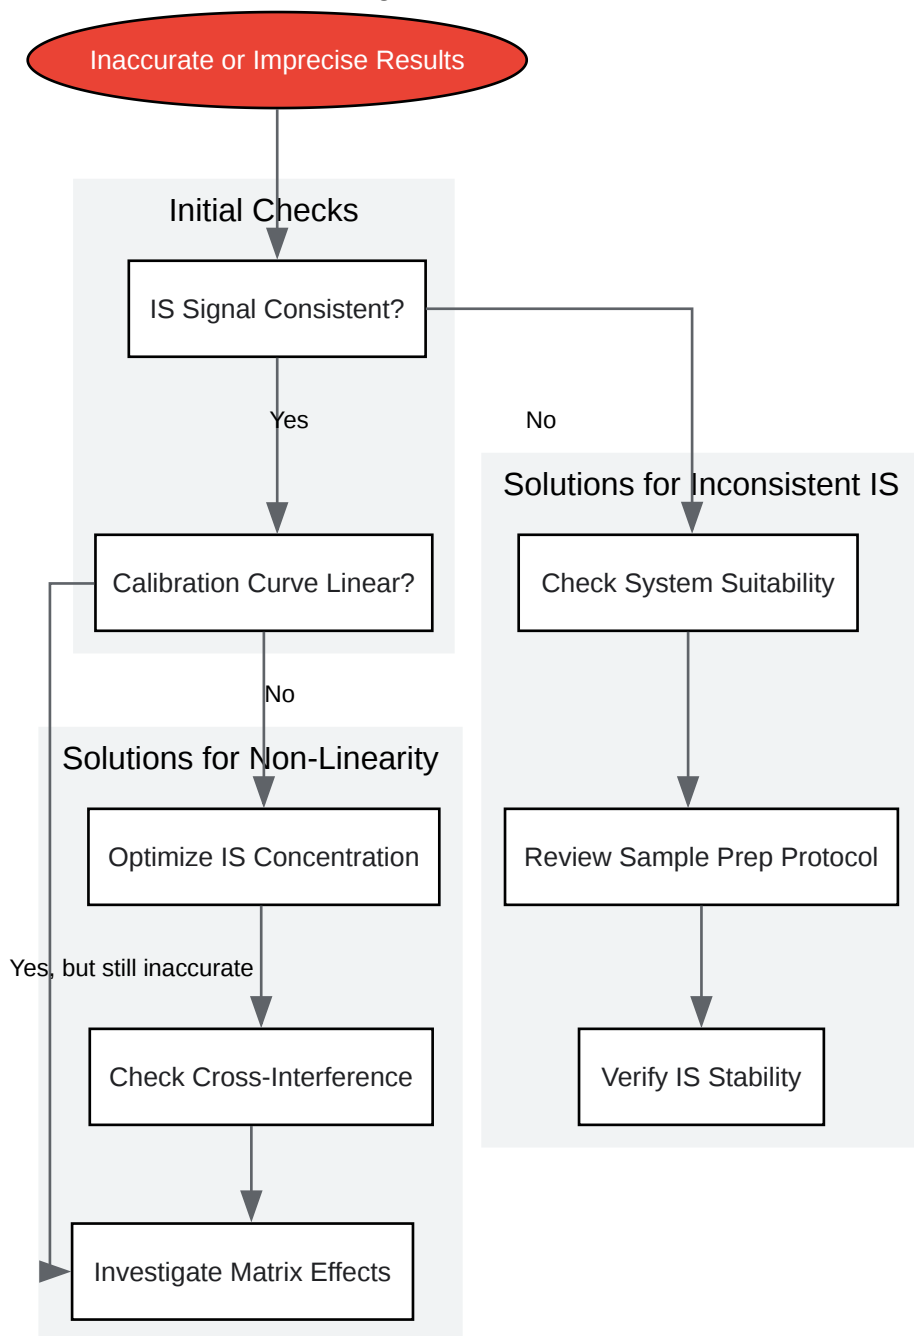 Inaccurate or Imprecise Results
Initial Checks
IS Signal Consistent?
Yes
No
Solutions for Inconsistent IS
Calibration Curve Linear?
Check System Suitability
No
Solutions for Non-Linearity
Optimize IS Concentration
Review Sample Prep Protocol
Yes, but still inaccurate
Check Cross-Interference
Verify IS Stability
Investigate Matrix Effects